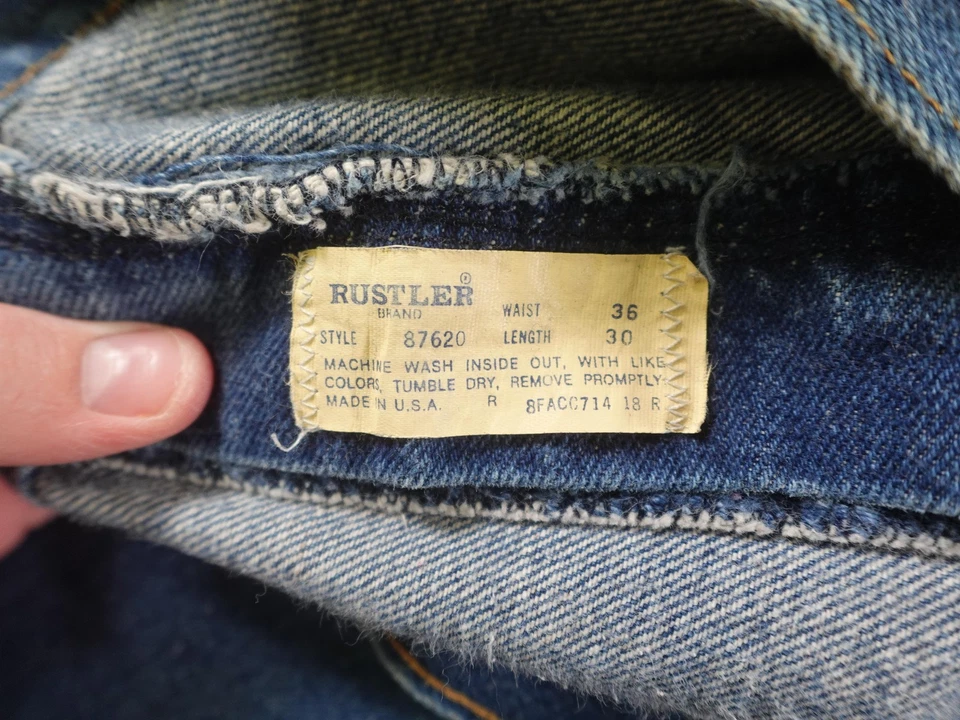 RUSTLER®
BRAND
WAIST 36
STYLE 87620 LENGTH 30
MACHINE WASH INSIDE OUT, WITH LIKE
COLORS, TUMBLE DRY, REMOVE PROMPTLY
MADE IN U.S.A. R 8FACC714 18 R